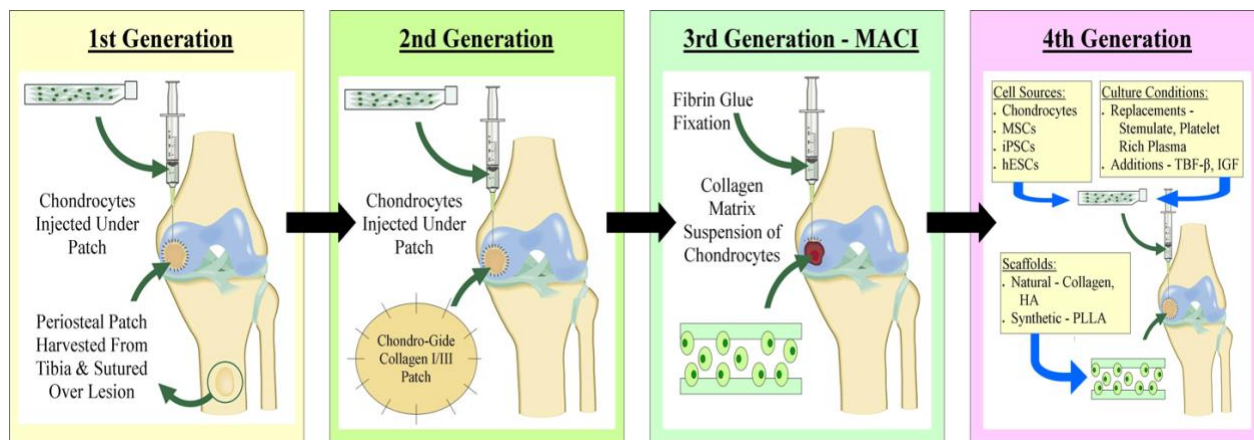 1st Generation
Chondrocytes
Injected Under
Patch
Periosteal Patch
Harvested From
Tibia & Sutured
Over Lesion
2nd Generation
Chondrocytes
Injected Under
Patch
Chondro-Gide
Collagen I/III
Patch
3rd Generation - MACI
Fibrin Glue
Fixation
Collagen
Matrix
Suspension of
Chondrocytes
4th Generation
Cell Sources:
• Chondrocytes
• MSCs
• iPSCs
• hESCs
Culture Conditions:
• Replacements -
Stemulate, Platelet
Rich Plasma
• Additions - TBF-β, IGF
Scaffolds:
• Natural - Collagen,
HA
• Synthetic - PLLA